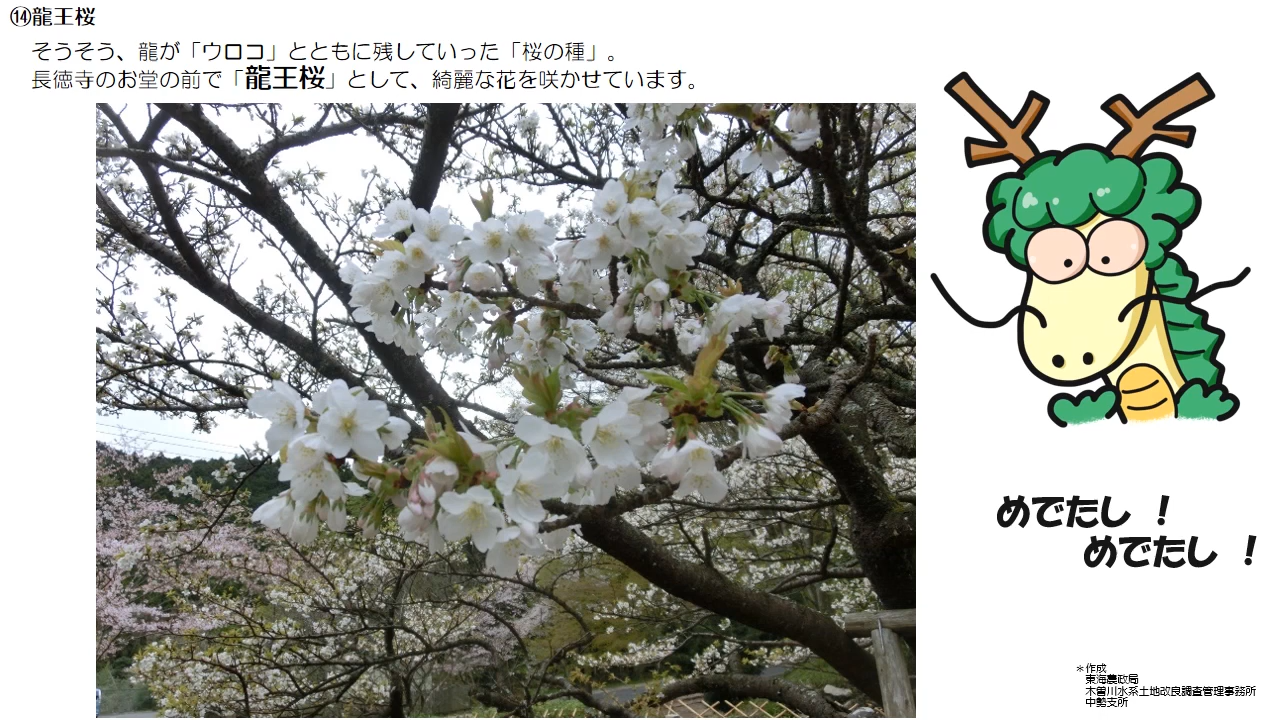 ⑭龍王桜
そうそう、龍が「ウロコ」とともに残していった「桜の種」。
長徳寺のお堂の前で「龍王桜」として、綺麗な花を咲かせています。
めでたし！
めでたし！
＊作成
東海農政局
木曽川水系土地改良調査管理事務所
中勢支所